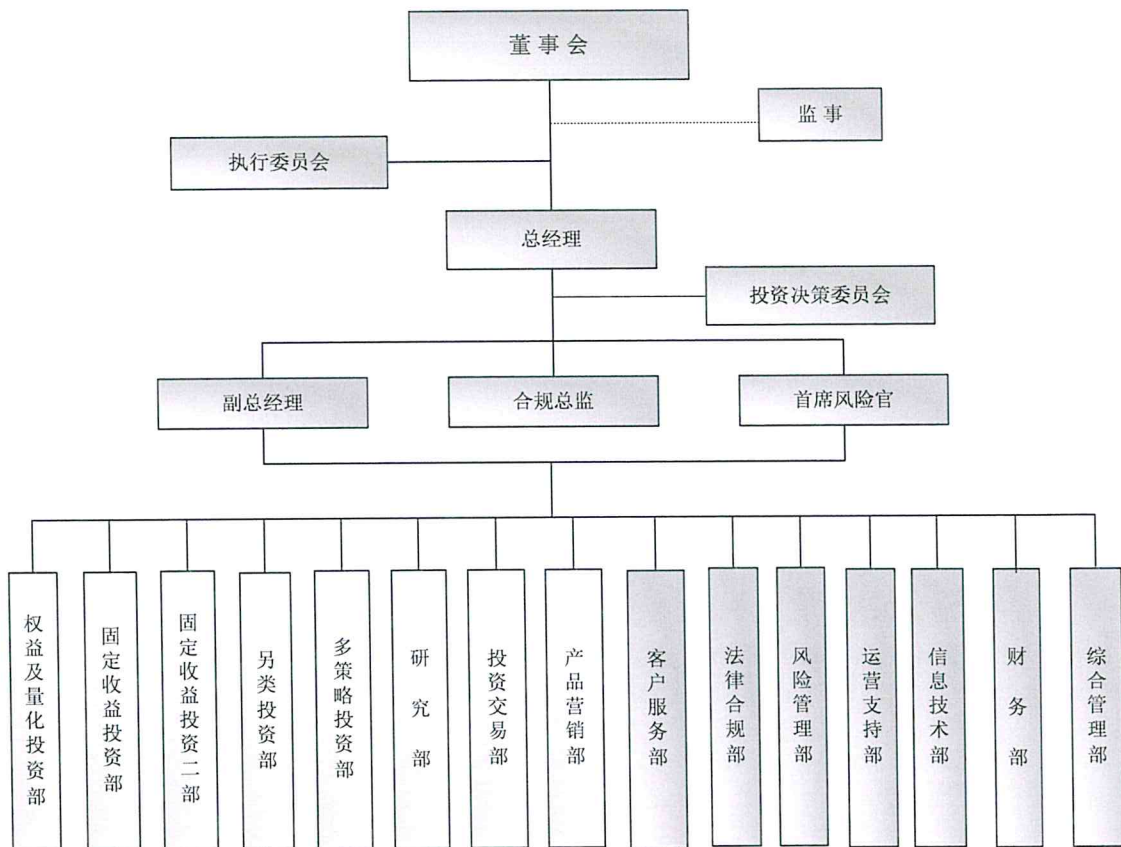 董事会
监事
执行委员会
总经理
投资决策委员会
副总经理
合规总监
首席风险官
权益及量化投资部
固定收益投资部
固定收益投资二部
另类投资部
多策略投资部
研究部
投资交易部
产品营销部
客户服务部
法律合规部
风险管理部
运营支持部
信息技术部
财务部
综合管理部